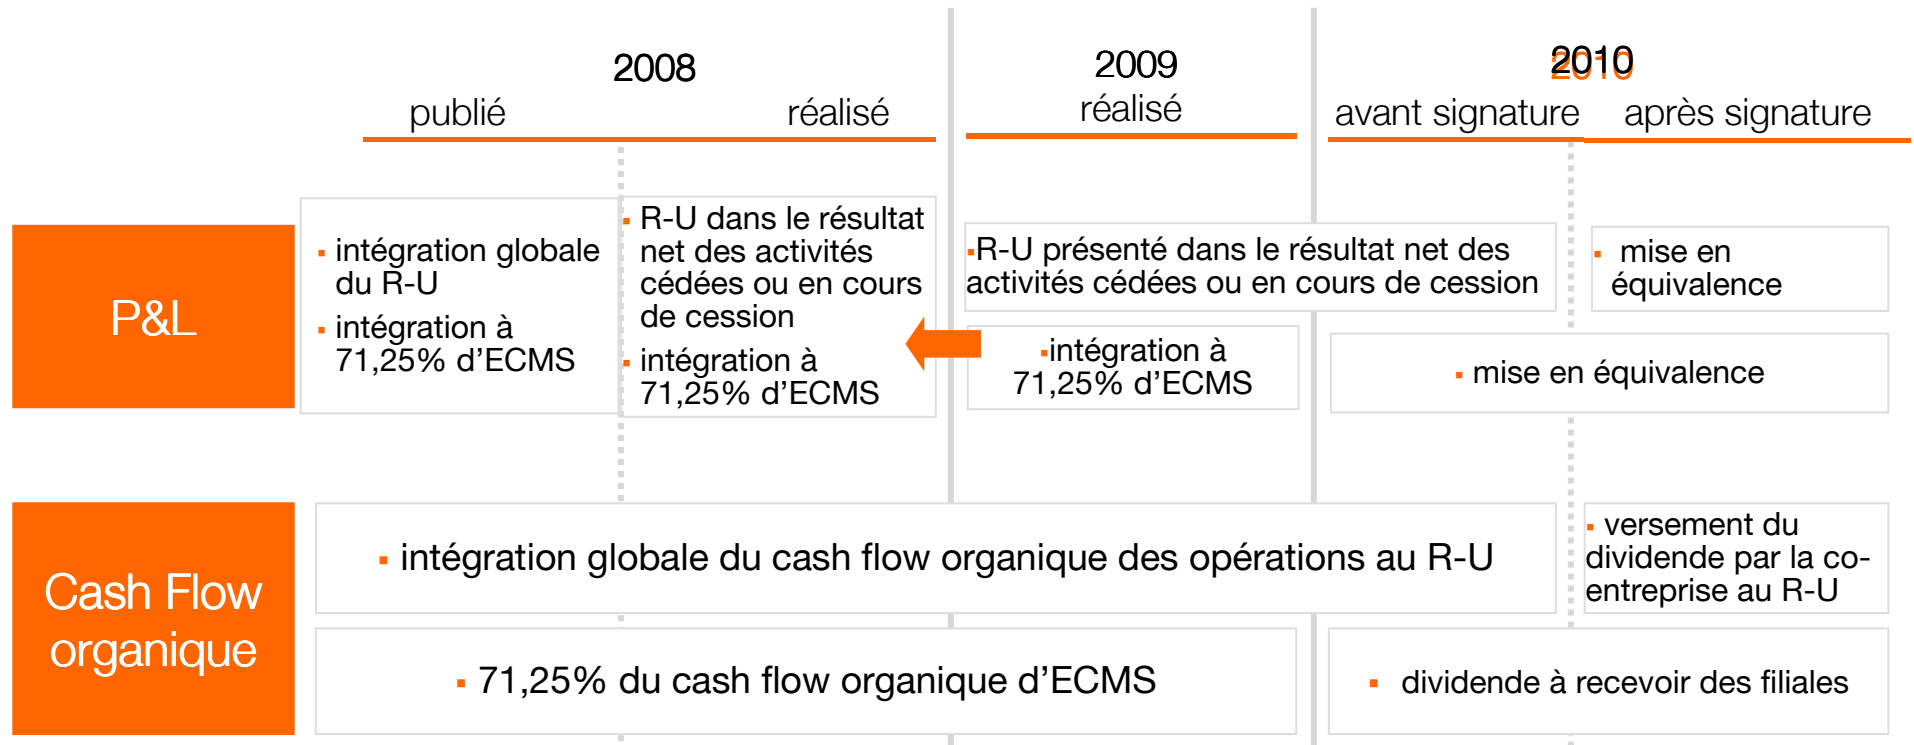 2008
publié
réalisé
2009
réalisé
2010
avant signature
après signature
P&L
▪ intégration globale
du R-U
▪ intégration à
71,25% d’ECMS
▪ R-U dans le résultat
net des activités
cédées ou en cours
de cession
▪ intégration à
71,25% d’ECMS
▪R-U présenté dans le résultat net des
activités cédées ou en cours de cession
▪intégration à
71,25% d’ECMS
▪ mise en
équivalence
▪ mise en équivalence
Cash Flow
organique
▪ intégration globale du cash flow organique des opérations au R-U
▪ versement du
dividende par la co-
entreprise au R-U
▪ 71,25% du cash flow organique d’ECMS
▪ dividende à recevoir des filiales